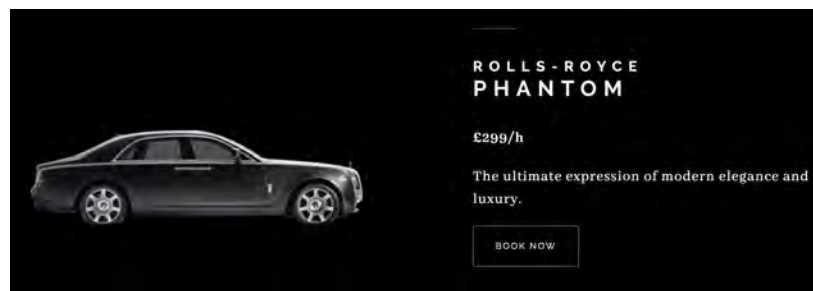 ROLLS-ROYCE
PHANTOM
£299/h
The ultimate expression of modern elegance and
luxury.
BOOK NOW